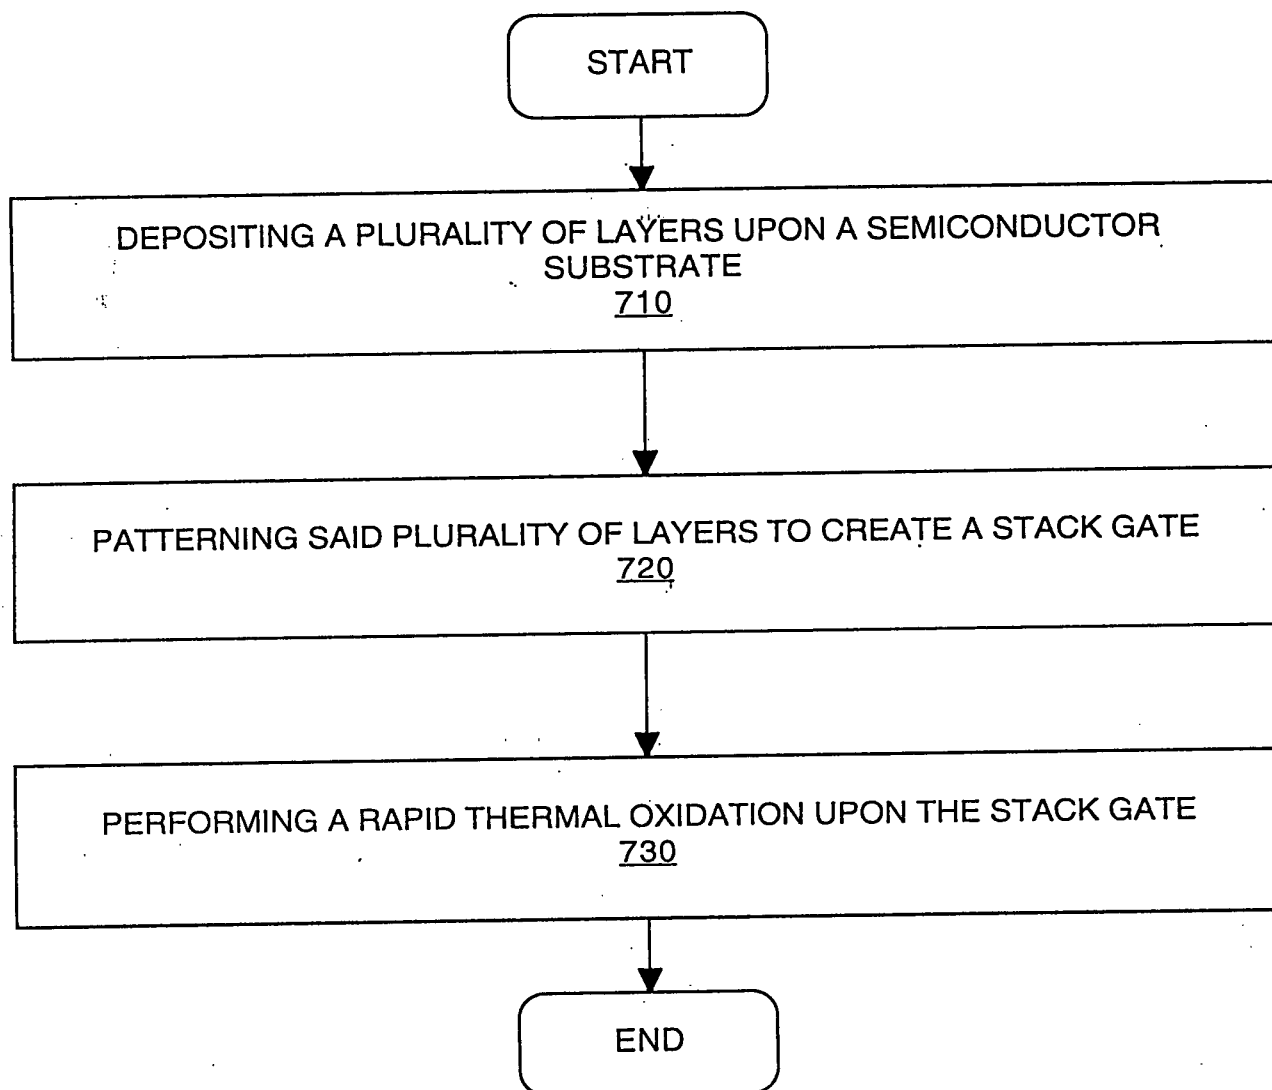 START
DEPOSITING A PLURALITY OF LAYERS UPON A SEMICONDUCTOR
SUBSTRATE
710
PATTERNING SAID PLURALITY OF LAYERS TO CREATE A STACK GATE
720
PERFORMING A RAPID THERMAL OXIDATION UPON THE STACK GATE
730
END